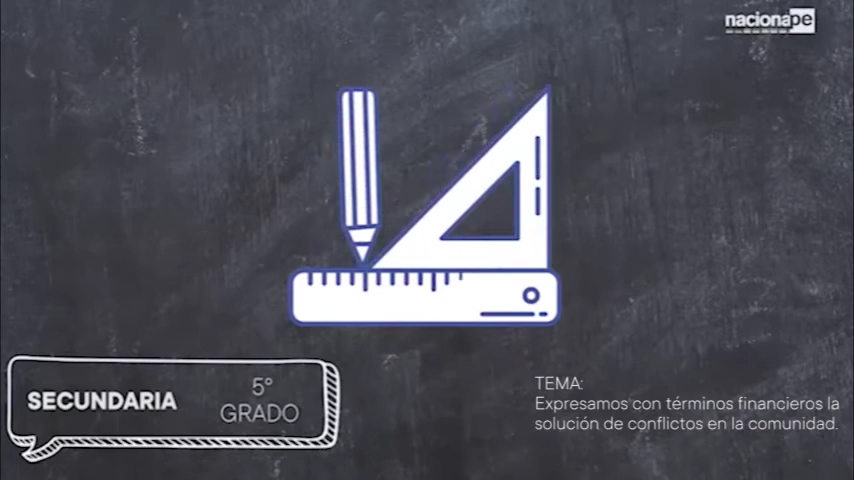 nacionape
SECUNDARIA
5°
GRADO
TEMA:
Expresamos con términos financieros la
solución de conflictos en la comunidad.